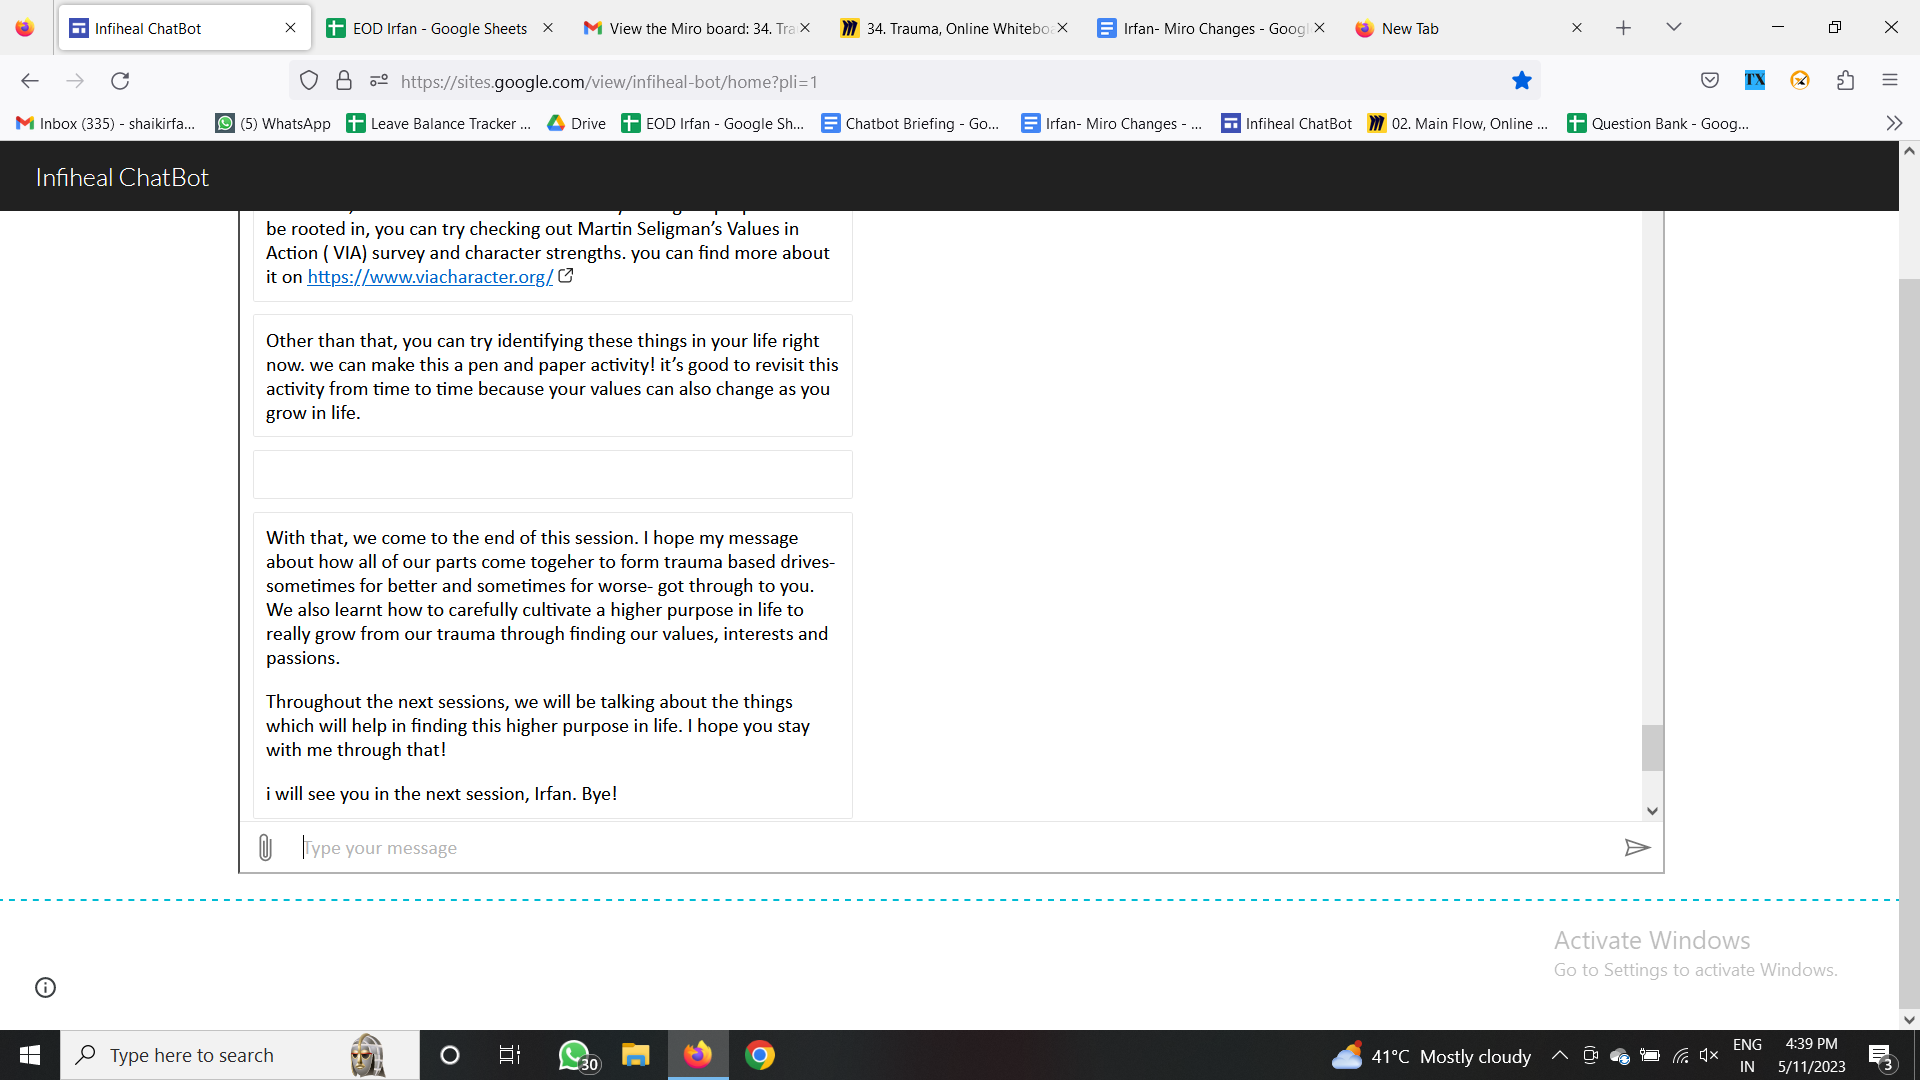 Infiheal ChatBot
EOD Irfan - Google Sheets
View the Miro board: 34. Tra
34. Trauma, Online Whiteboa
Irfan- Miro Changes - Googl
New Tab
https://sites.google.com/view/infiheal-bot/home?pli=1
TX
Inbox (335) - shaikirfa...
(5) WhatsApp
Leave Balance Tracker ...
Drive
EOD Irfan - Google Sh...
Chatbot Briefing - Go...
Irfan- Miro Changes - ...
Infiheal ChatBot
02. Main Flow, Online ...
Question Bank - Goog...
Infiheal ChatBot
be rooted in, you can try checking out Martin Seligman’s Values in
Action ( VIA) survey and character strengths. you can find more about
it on https://www.viacharacter.org/
Other than that, you can try identifying these things in your life right
now. we can make this a pen and paper activity! it’s good to revisit this
activity from time to time because your values can also change as you
grow in life.
With that, we come to the end of this session. I hope my message
about how all of our parts come togeher to form trauma based drives-
sometimes for better and sometimes for worse- got through to you.
We also learnt how to carefully cultivate a higher purpose in life to
really grow from our trauma through finding our values, interests and
passions.
Throughout the next sessions, we will be talking about the things
which will help in finding this higher purpose in life. I hope you stay
with me through that!
i will see you in the next session, Irfan. Bye!
Type your message
Activate Windows
Go to Settings to activate Windows.
Type here to search
30
41°C Mostly cloudy
ENG
IN
4:39 PM
5/11/2023
3